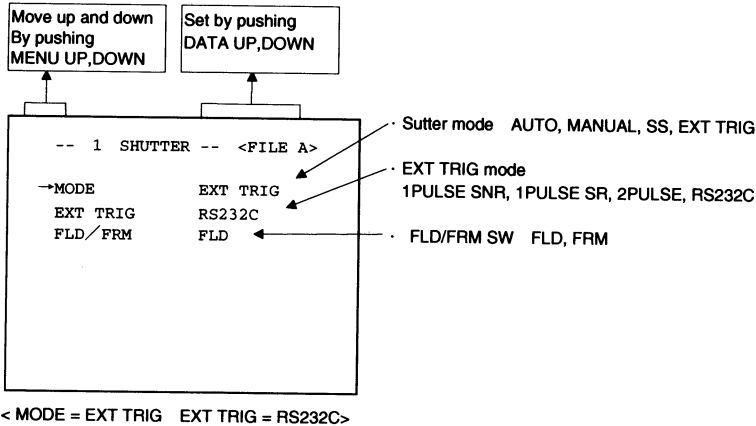 Move up and down
By pushing
MENU UP,DOWN
Set by pushing
DATA UP,DOWN
-- 1 SHUTTER -- <FILE A>
→MODE EXT TRIG
EXT TRIG RS232C
FLD/FRM FLD
· Sutter mode AUTO, MANUAL, SS, EXT TRIG
· EXT TRIG mode
1PULSE SNR, 1PULSE SR, 2PULSE, RS232C
· FLD/FRM SW FLD, FRM
< MODE = EXT TRIG EXT TRIG = RS232C>